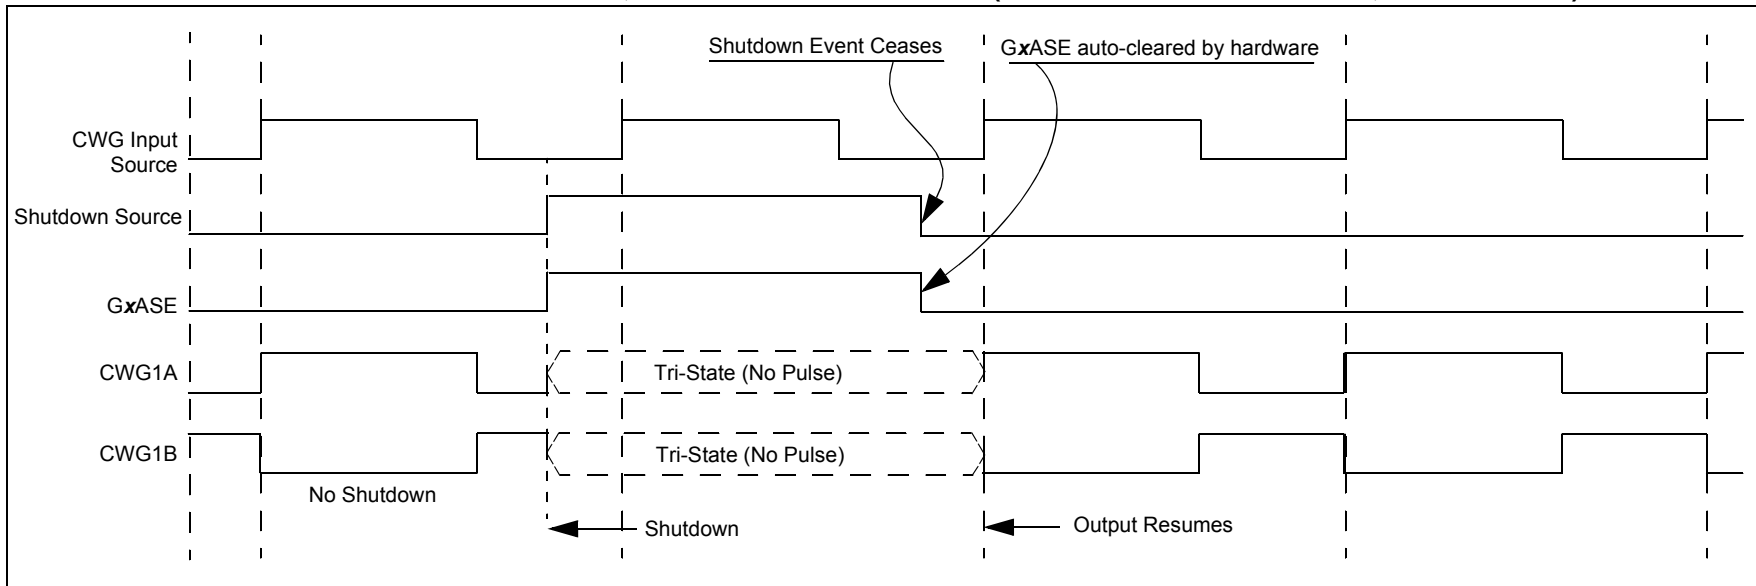 Shutdown Event Ceases
GxASE auto-cleared by hardware
CWG Input
Source
Shutdown Source
GxASE
CWG1A
Tri-State (No Pulse)
CWG1B
Tri-State (No Pulse)
No Shutdown
Shutdown
Output Resumes